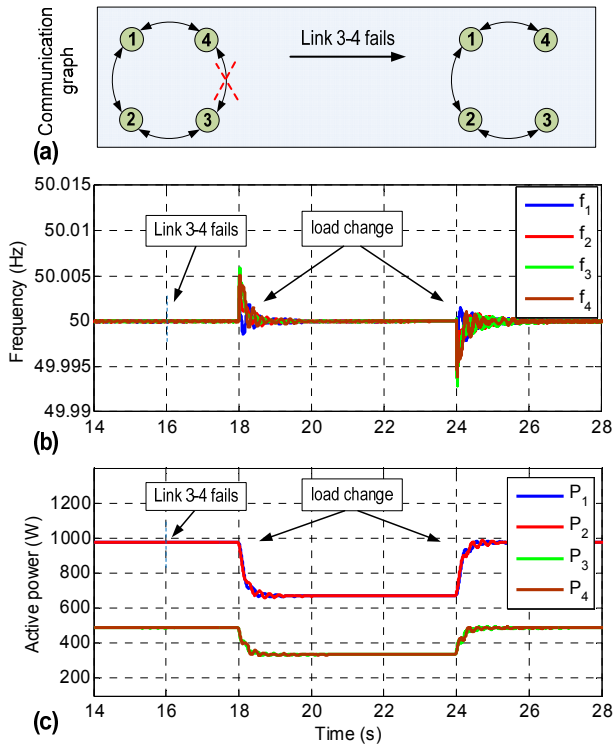 Communication graph
1 4
2 3
Link 3-4 fails
1 4
2 3
(a)
Frequency (Hz)
50.015
50.01
50.005
50
49.995
49.99
Link 3-4 fails
load change
f1
f2
f3
f4
14 16 18 20 22 24 26 28
(b)
Active power (W)
1200
1000
800
600
400
200
Link 3-4 fails
load change
P1
P2
P3
P4
14 16 18 20 22 24 26 28
Time (s)
(c)